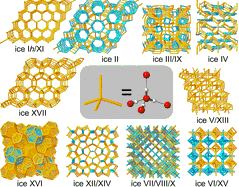 ice Ih/XI
ice II
ice III/IX
ice IV
ice XVII
=
ice V/XIII
ice XVI
ice XII/XIV
ice VII/VIII/X
ice VI/XV